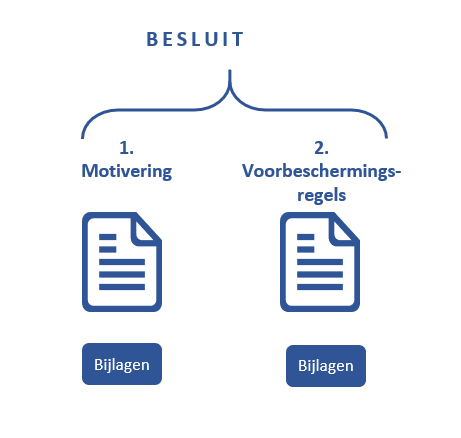 BESLUIT
1.
Motivering
2.
Voorbeschermings-
regels
Bijlagen
Bijlagen